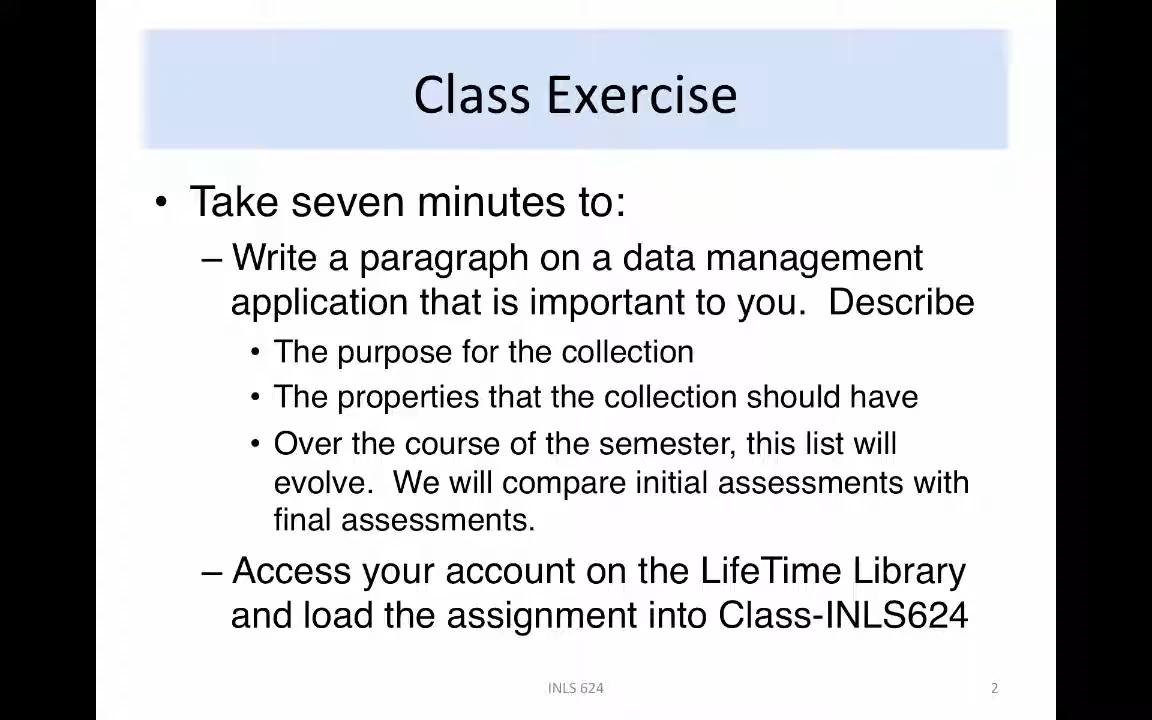 Class Exercise
• Take seven minutes to:
– Write a paragraph on a data management
application that is important to you.  Describe
• The purpose for the collection
• The properties that the collection should have
• Over the course of the semester, this list will
evolve.  We will compare initial assessments with
final assessments.
– Access your account on the LifeTime Library
and load the assignment into Class-INLS624
INLS 624
2